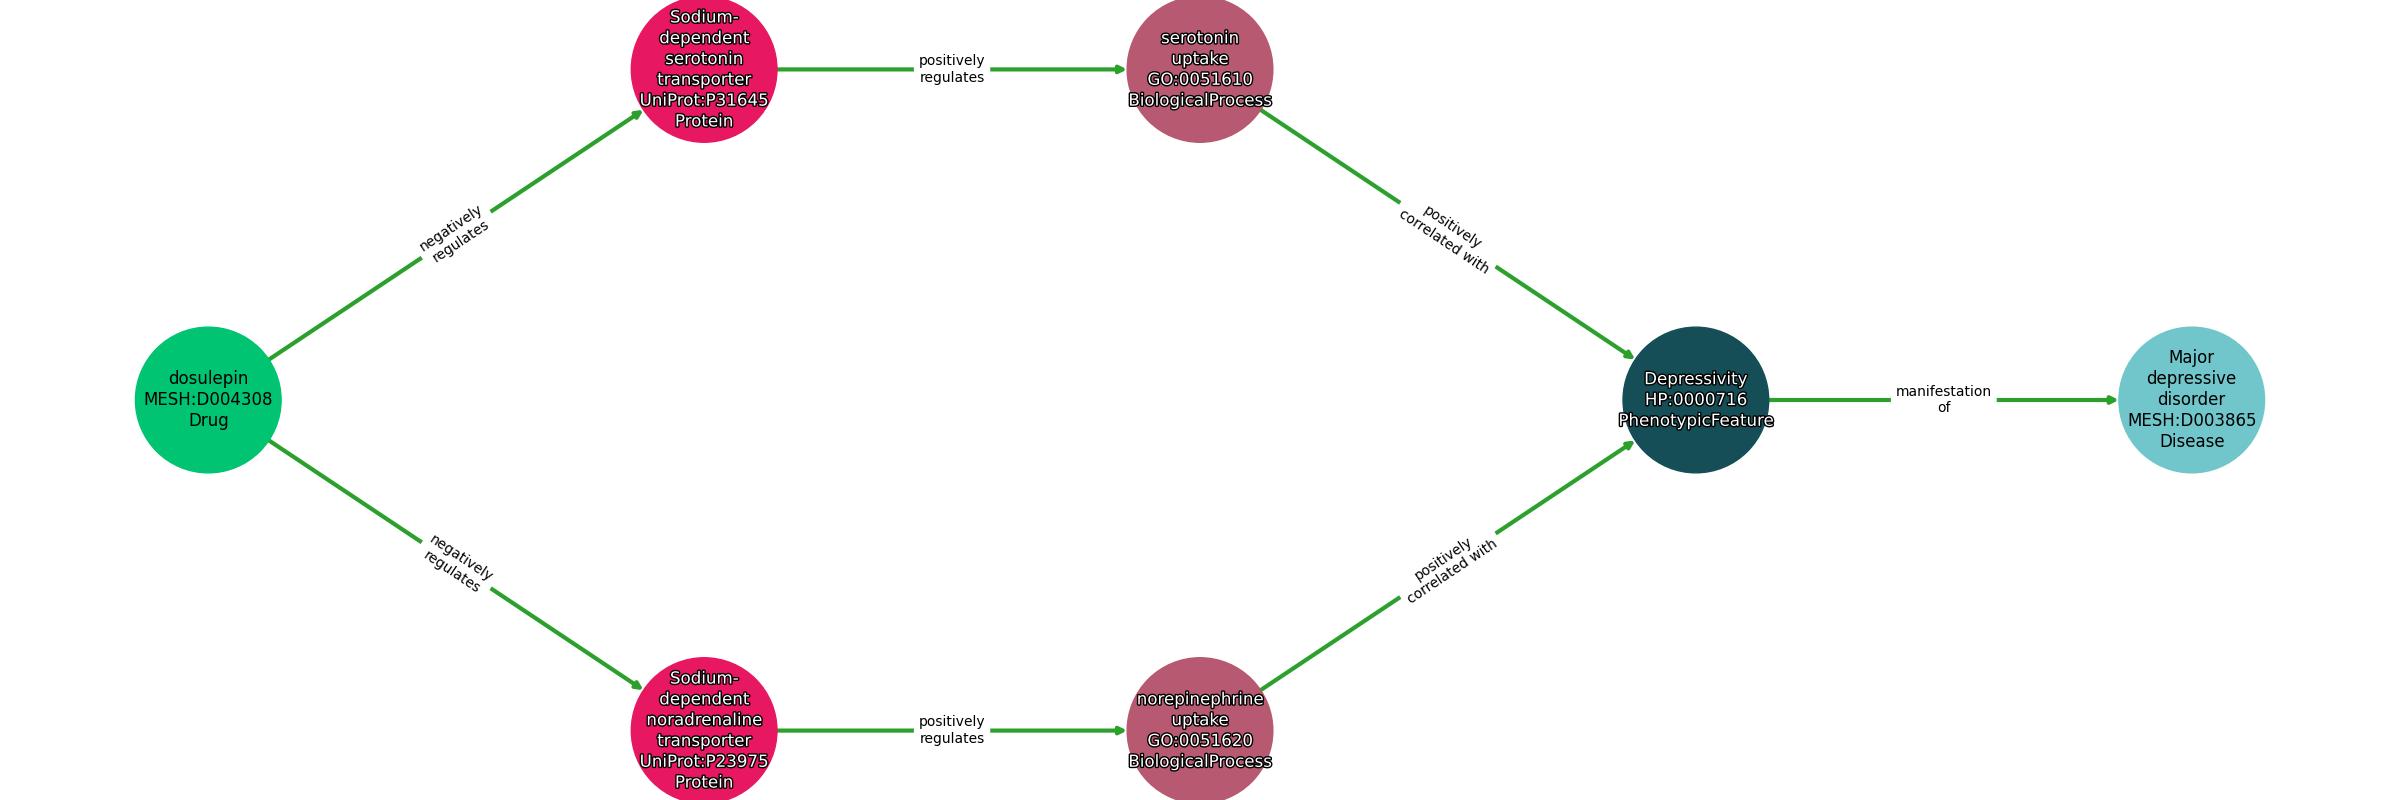 Sodium-
dependent
serotonin
transporter
UniProt:P31645
Protein
positively
regulates
serotonin
uptake
GO:0051610
BiologicalProcess
negatively
regulates
positively
correlated with
dosulepin
MESH:D004308
Drug
Depressivity
HP:0000716
PhenotypicFeature
manifestation
of
Major
depressive
disorder
MESH:D003865
Disease
negatively
regulates
positively
correlated with
Sodium-
dependent
noradrenaline
transporter
UniProt:P23975
Protein
positively
regulates
norepinephrine
uptake
GO:0051620
BiologicalProcess